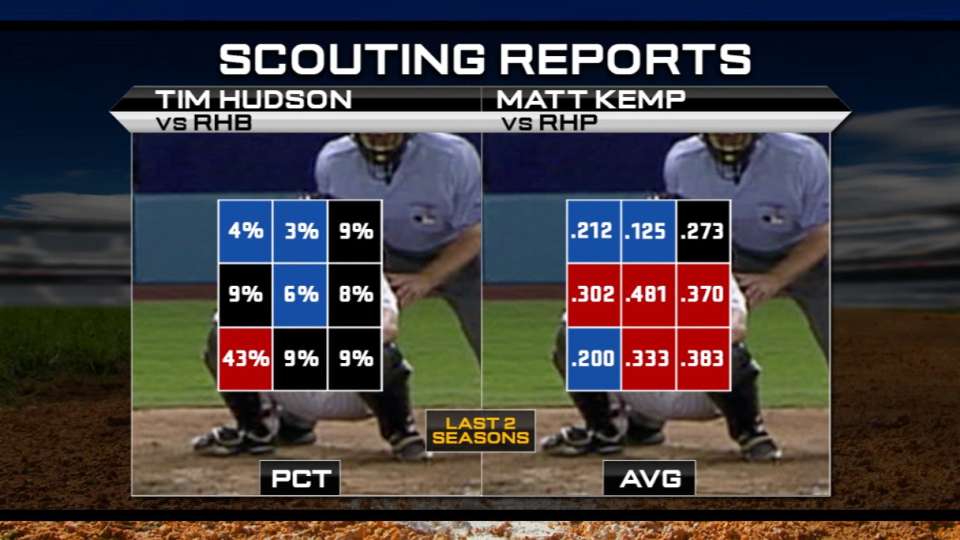 SCOUTING REPORTS
TIM HUDSON MATT KEMP
vs RHB vs RHP
4% 3% 9% .212 .125 .273
9% 6% 8% .302 .481 .370
43% 9% 9% .200 .333 .383
LAST 2
SEASONS
PCT AVG